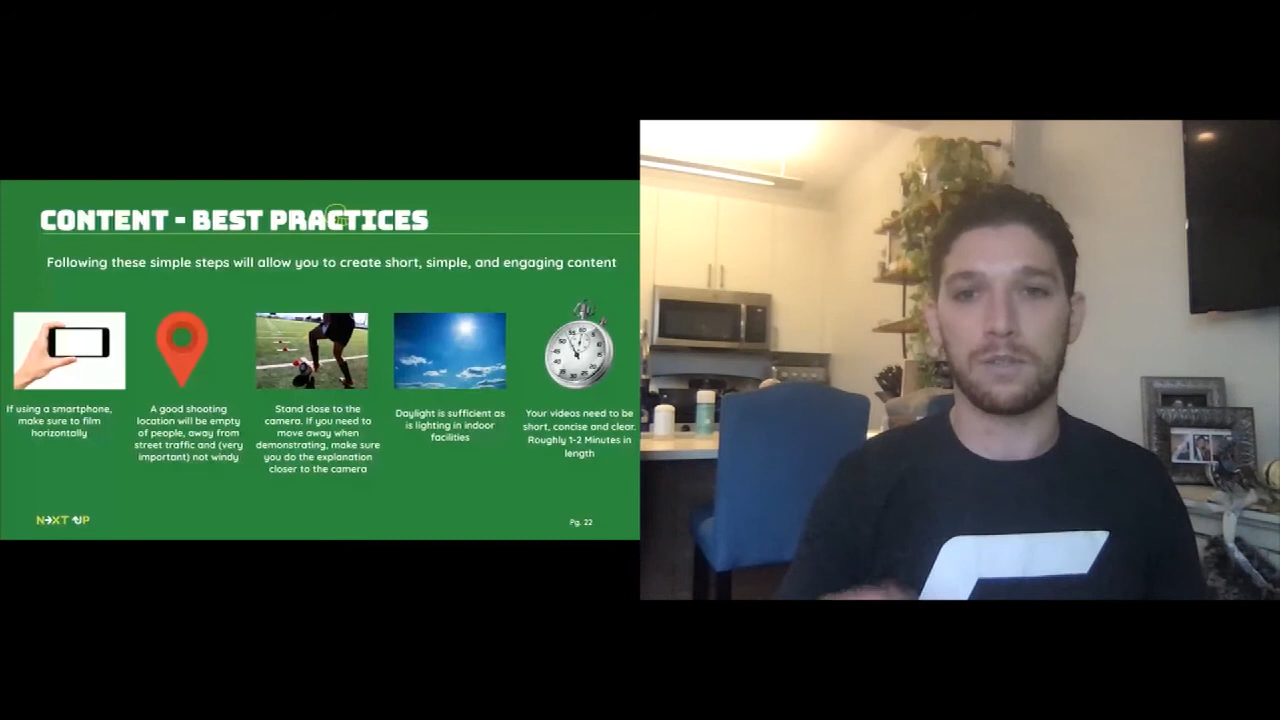 CONTENT - BEST PRACTICES
Following these simple steps will allow you to create short, simple, and engaging content
If using a smartphone,
make sure to film
horizontally
A good shooting
location will be empty
of people, away from
street traffic and (very
important) not windy
Stand close to the
camera. If you need to
move away when
demonstrating, make sure
you do the explanation
closer to the camera
Daylight is sufficient as
is lighting in indoor
facilities
Your videos need to be
short, concise and clear.
Roughly 1-2 Minutes in
length
NEXT UP
Pg. 22